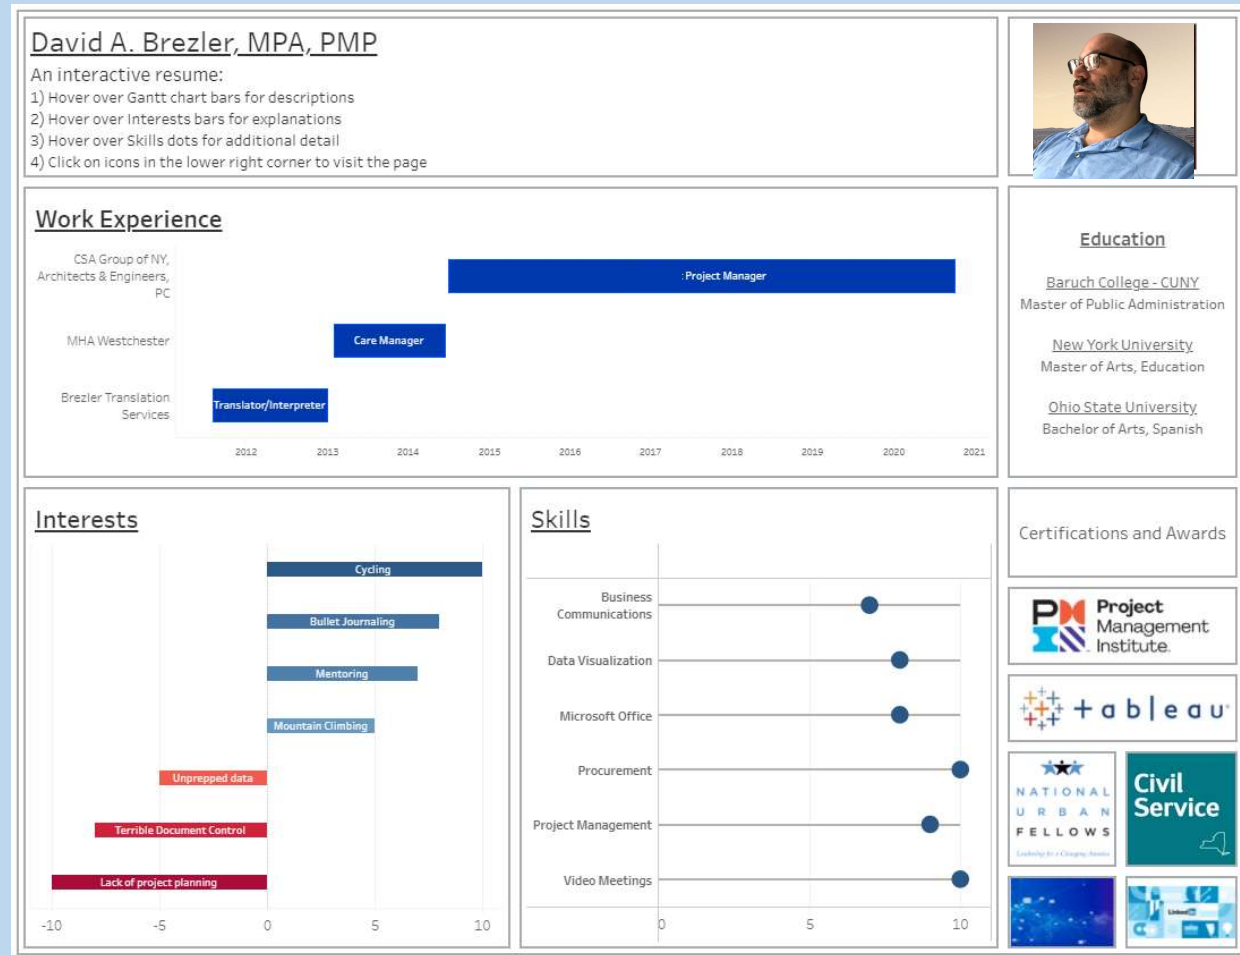 David A. Brezler, MPA, PMP
An interactive resume:
1) Hover over Gantt chart bars for descriptions
2) Hover over Interests bars for explanations
3) Hover over Skills dots for additional detail
4) Click on icons in the lower right corner to visit the page
Work Experience
CSA Group of NY,
Architects & Engineers,
PC
: Project Manager
MHA Westchester
Care Manager
Brezler Translation
Services
Translator/Interpreter
2012 2013 2014 2015 2016 2017 2018 2019 2020 2021
Education
Baruch College - CUNY
Master of Public Administration
New York University
Master of Arts, Education
Ohio State University
Bachelor of Arts, Spanish
Interests
Cycling
Bullet Journaling
Mentoring
Mountain Climbing
Unprepped data
Terrible Document Control
Lack of project planning
-10 -5 0 5 10
Skills
Business
Communications
Data Visualization
Microsoft Office
Procurement
Project Management
Video Meetings
0 5 10
Certifications and Awards
Project
Management
Institute.
+ableau
NATIONAL
URBAN
FELLOWS
Leadership for a Changing America
Civil
Service
LinkedIn